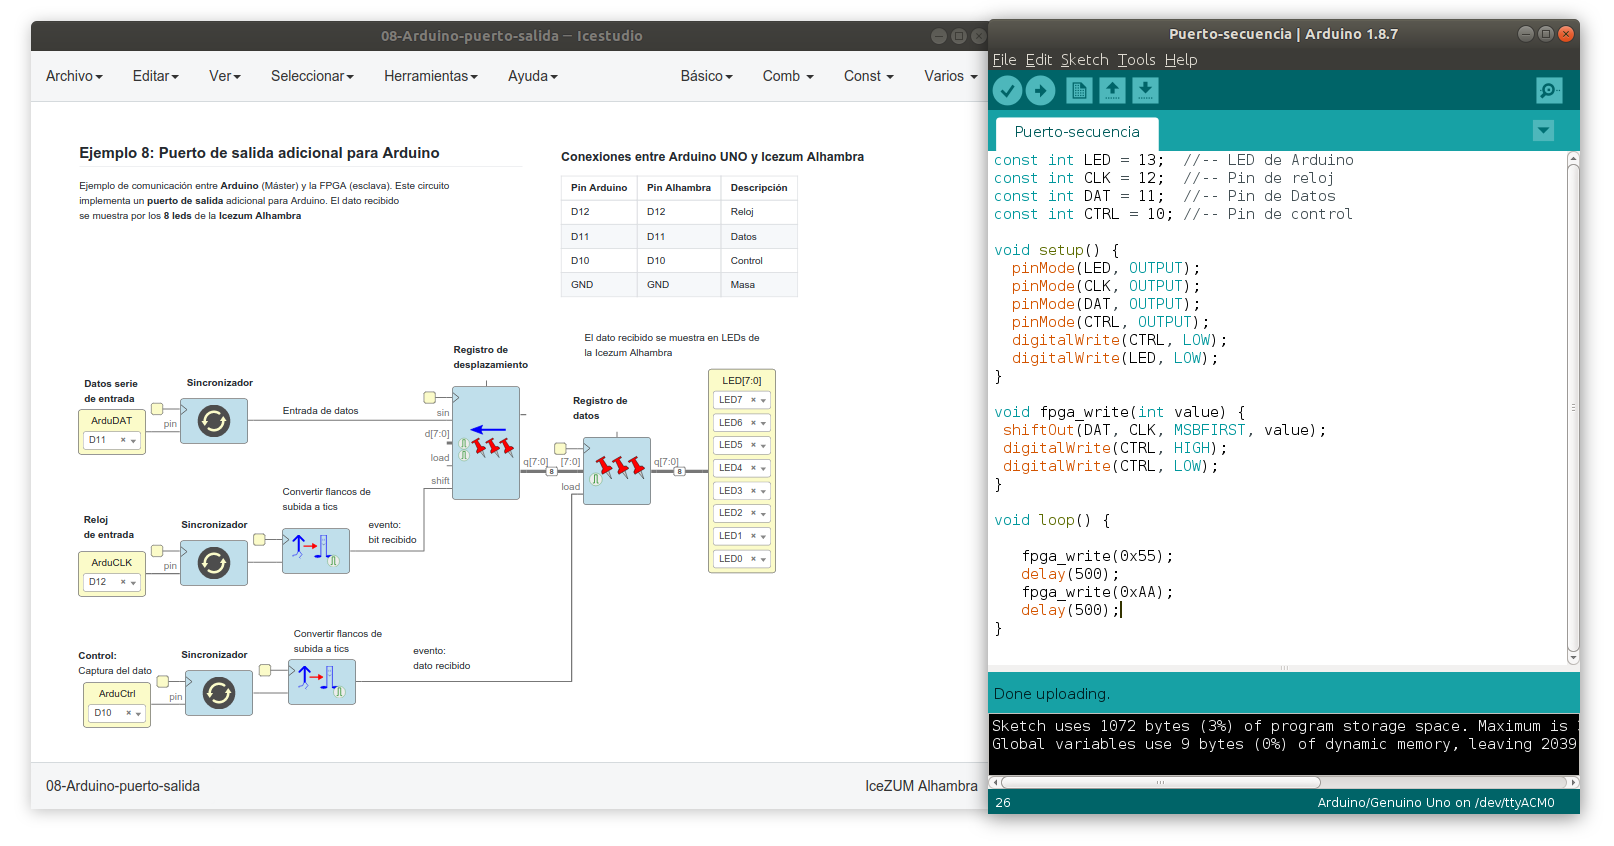 08-Arduino-puerto-salida ─ Icestudio
Archivo Editar Ver Seleccionar Herramientas Ayuda Básico Comb Const Varios
Ejemplo 8: Puerto de salida adicional para Arduino
Ejemplo de comunicación entre Arduino (Máster) y la FPGA (esclava). Este circuito
implementa un puerto de salida adicional para Arduino. El dato recibido
se muestra por los 8 leds de la Icezum Alhambra
Conexiones entre Arduino UNO y Icezum Alhambra
Pin Arduino Pin Alhambra Descripción
D12 D12 Reloj
D11 D11 Datos
D10 D10 Control
GND GND Masa
El dato recibido se muestra en LEDs de
la Icezum Alhambra
Datos serie
de entrada
ArduDAT
D11
pin
Sincronizador
Entrada de datos
Registro de
desplazamiento
sin
d[7:0]
load
shift
q[7:0]
8
Registro de
datos
[7:0]
load
q[7:0]
8
LED[7:0]
LED7
LED6
LED5
LED4
LED3
LED2
LED1
LED0
Reloj
de entrada
ArduCLK
D12
pin
Sincronizador
Convertir flancos de
subida a tics
evento:
bit recibido
Control:
Captura del dato
ArduCtrl
D10
pin
Sincronizador
Convertir flancos de
subida a tics
evento:
dato recibido
08-Arduino-puerto-salida
IceZUM Alhambra
Puerto-secuencia | Arduino 1.8.7
File Edit Sketch Tools Help
Puerto-secuencia
const int LED = 13;  //-- LED de Arduino
const int CLK = 12;  //-- Pin de reloj
const int DAT = 11;  //-- Pin de Datos
const int CTRL = 10; //-- Pin de control
void setup() {
pinMode(LED, OUTPUT);
pinMode(CLK, OUTPUT);
pinMode(DAT, OUTPUT);
pinMode(CTRL, OUTPUT);
digitalWrite(CTRL, LOW);
digitalWrite(LED, LOW);
}
void fpga_write(int value) {
shiftOut(DAT, CLK, MSBFIRST, value);
digitalWrite(CTRL, HIGH);
digitalWrite(CTRL, LOW);
}
void loop() {
fpga_write(0x55);
delay(500);
fpga_write(0xAA);
delay(500);
}
Done uploading.
Sketch uses 1072 bytes (3%) of program storage space. Maximum is
Global variables use 9 bytes (0%) of dynamic memory, leaving 2039
26
Arduino/Genuino Uno on /dev/ttyACM0